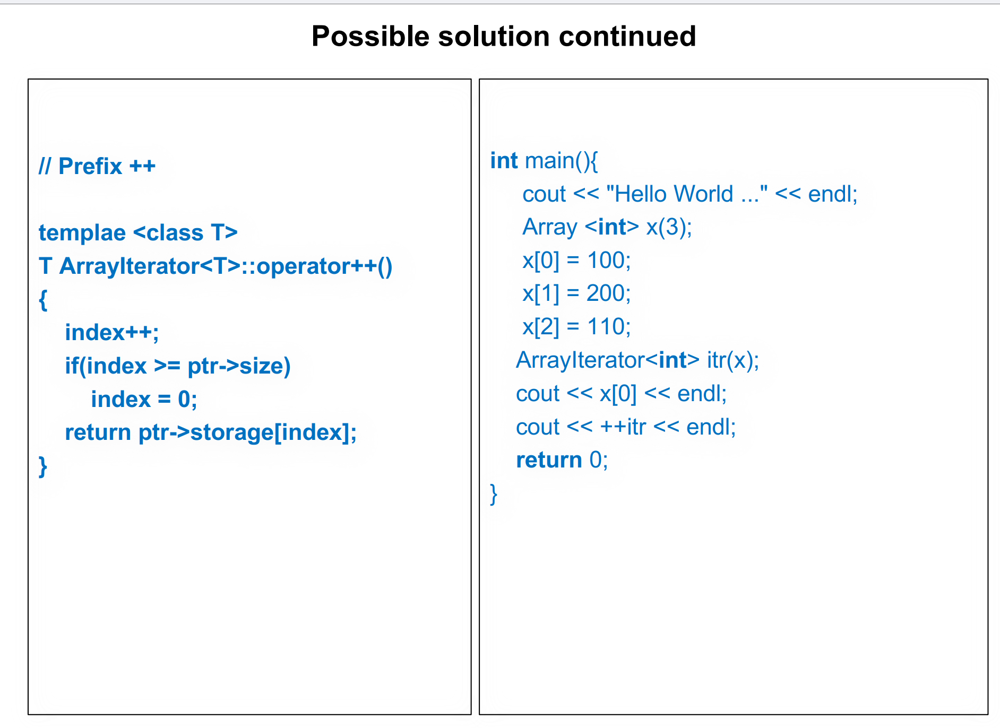 Possible solution continued
// Prefix ++
templae <class T>
T ArrayIterator<T>::operator++()
{
index++;
if(index >= ptr->size)
index = 0;
return ptr->storage[index];
}
int main(){
cout << "Hello World ..." << endl;
Array <int> x(3);
x[0] = 100;
x[1] = 200;
x[2] = 110;
ArrayIterator<int> itr(x);
cout << x[0] << endl;
cout << ++itr << endl;
return 0;
}